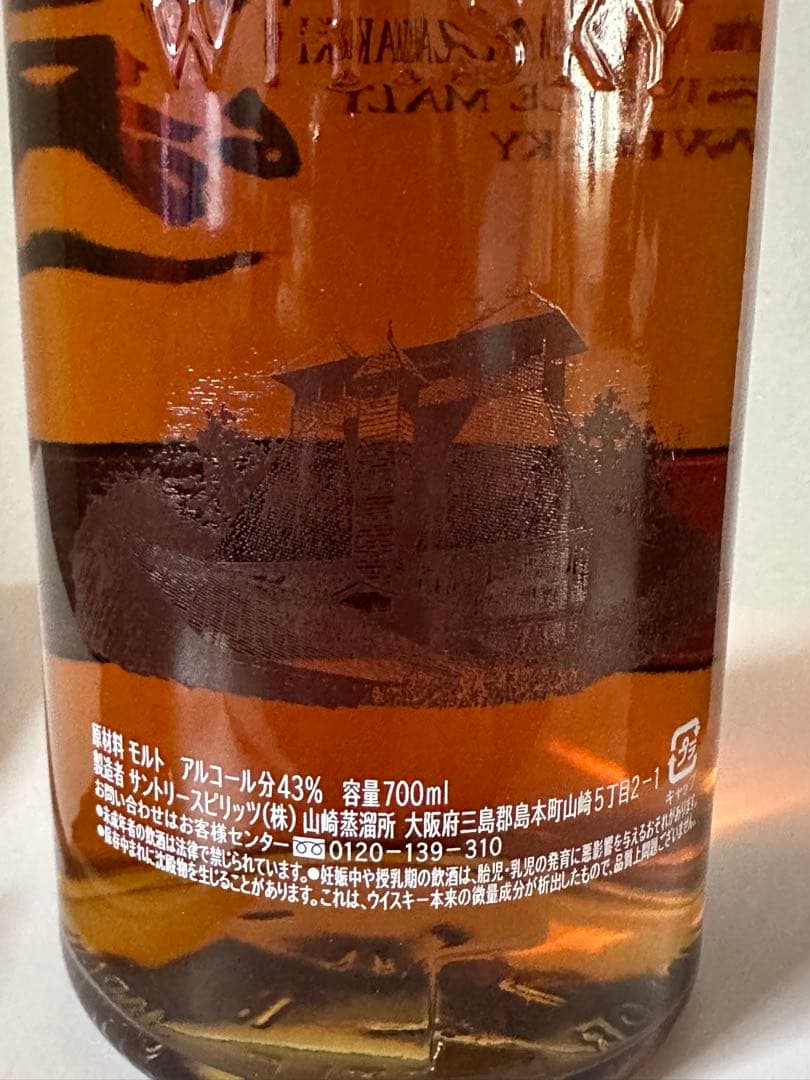 WHISKY
原材料 モルト アルコール分43% 容量700ml
製造者 サントリースピリッツ(株) 山崎蒸溜所 大阪府三島郡島本町山崎5丁目2−1
お問い合わせはお客様センター 0120-139-310
プラ
キャップ
●未成年者の飲酒は法律で禁じられています。●妊娠中や授乳期の飲酒は、胎児・乳児の発育に悪影響を与えるおそれがあります。
●保存中まれに沈殿物を生じることがあります。これは、ウイスキー本来の微量成分が析出したもので、品質上問題ございません。